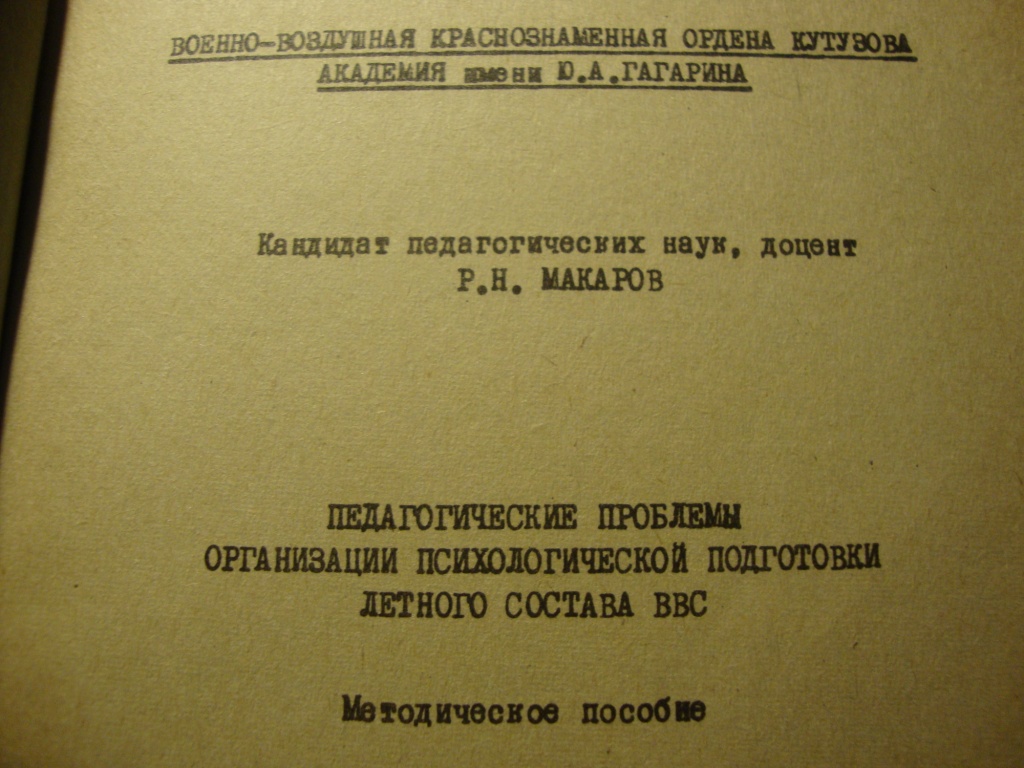 ВОЕННО-ВОЗДУШНАЯ КРАСНОЗНАМЕННАЯ ОРДЕНА КУТУЗОВА
АКАДЕМИЯ имени Ю.А.ГАГАРИНА
Кандидат педагогических наук, доцент
Р.Н. МАКАРОВ
ПЕДАГОГИЧЕСКИЕ ПРОБЛЕМЫ
ОРГАНИЗАЦИИ ПСИХОЛОГИЧЕСКОЙ ПОДГОТОВКИ
ЛЕТНОГО СОСТАВА ВВС
Методическое пособие